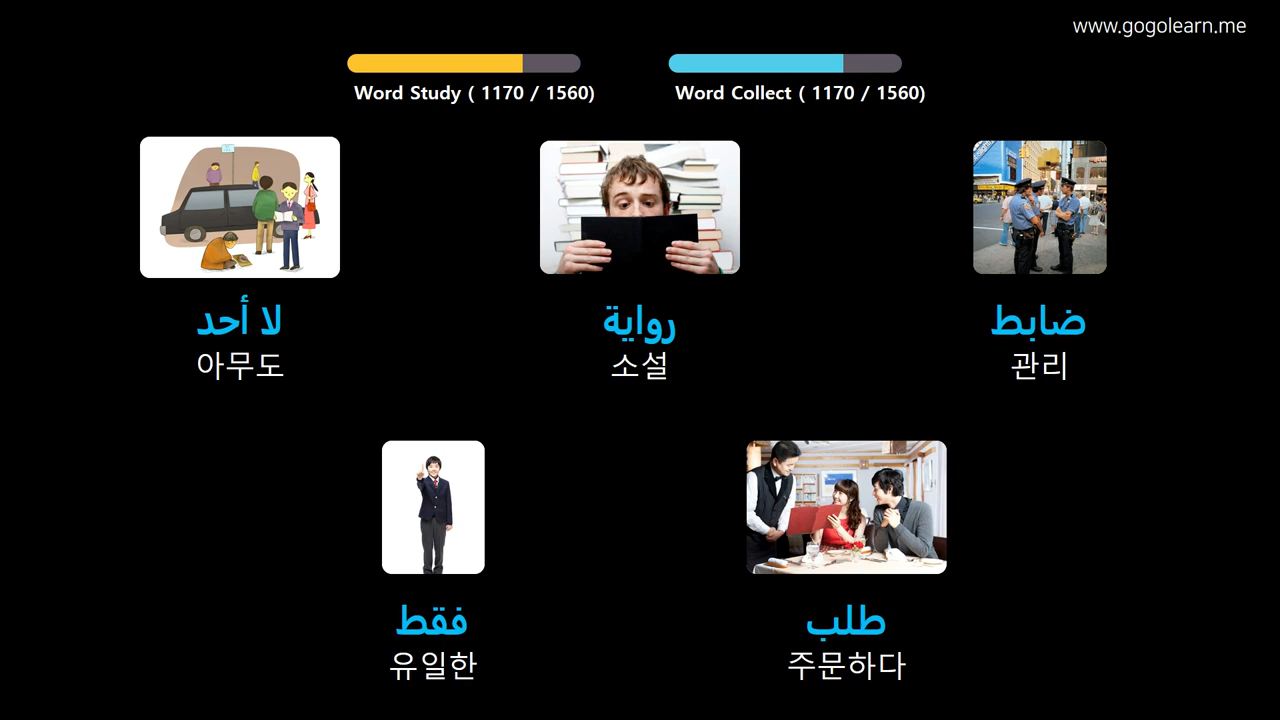 www.gogolearn.me
Word Study ( 1170 / 1560)
Word Collect ( 1170 / 1560)
لا أحد
아무도
رواية
소설
ضابط
관리
فقط
유일한
طلب
주문하다